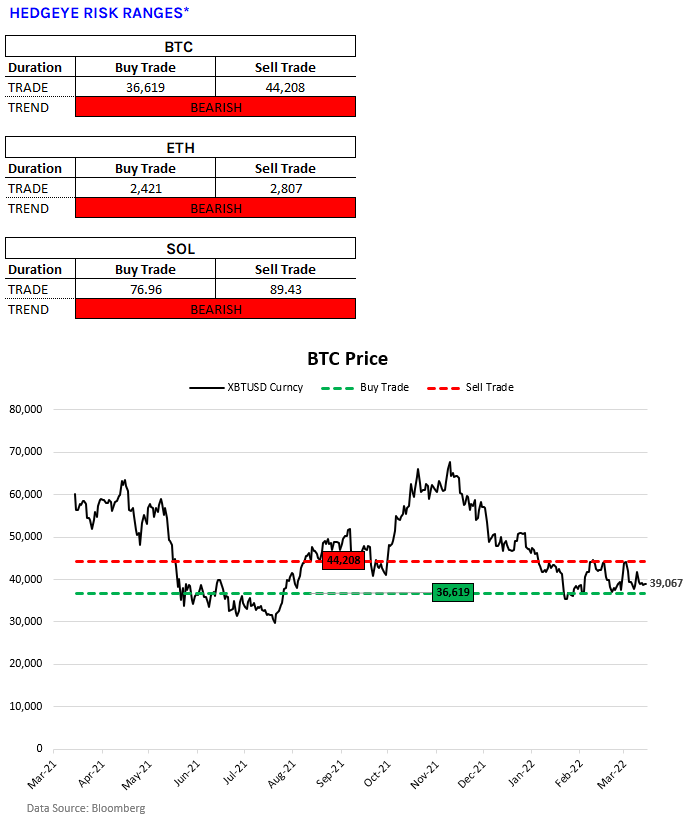 HEDGEYE RISK RANGES*
BTC
Duration Buy Trade Sell Trade
TRADE 36,619 44,208
TREND BEARISH
ETH
Duration Buy Trade Sell Trade
TRADE 2,421 2,807
TREND BEARISH
SOL
Duration Buy Trade Sell Trade
TRADE 76.96 89.43
TREND BEARISH
BTC Price
XBTUSD Curncy Buy Trade Sell Trade
80,000
70,000
60,000
50,000
44,208
40,000
39,067
36,619
30,000
20,000
10,000
0
Mar-21 Apr-21 May-21 Jun-21 Jul-21 Aug-21 Sep-21 Oct-21 Nov-21 Dec-21 Jan-22 Feb-22 Mar-22
Data Source: Bloomberg